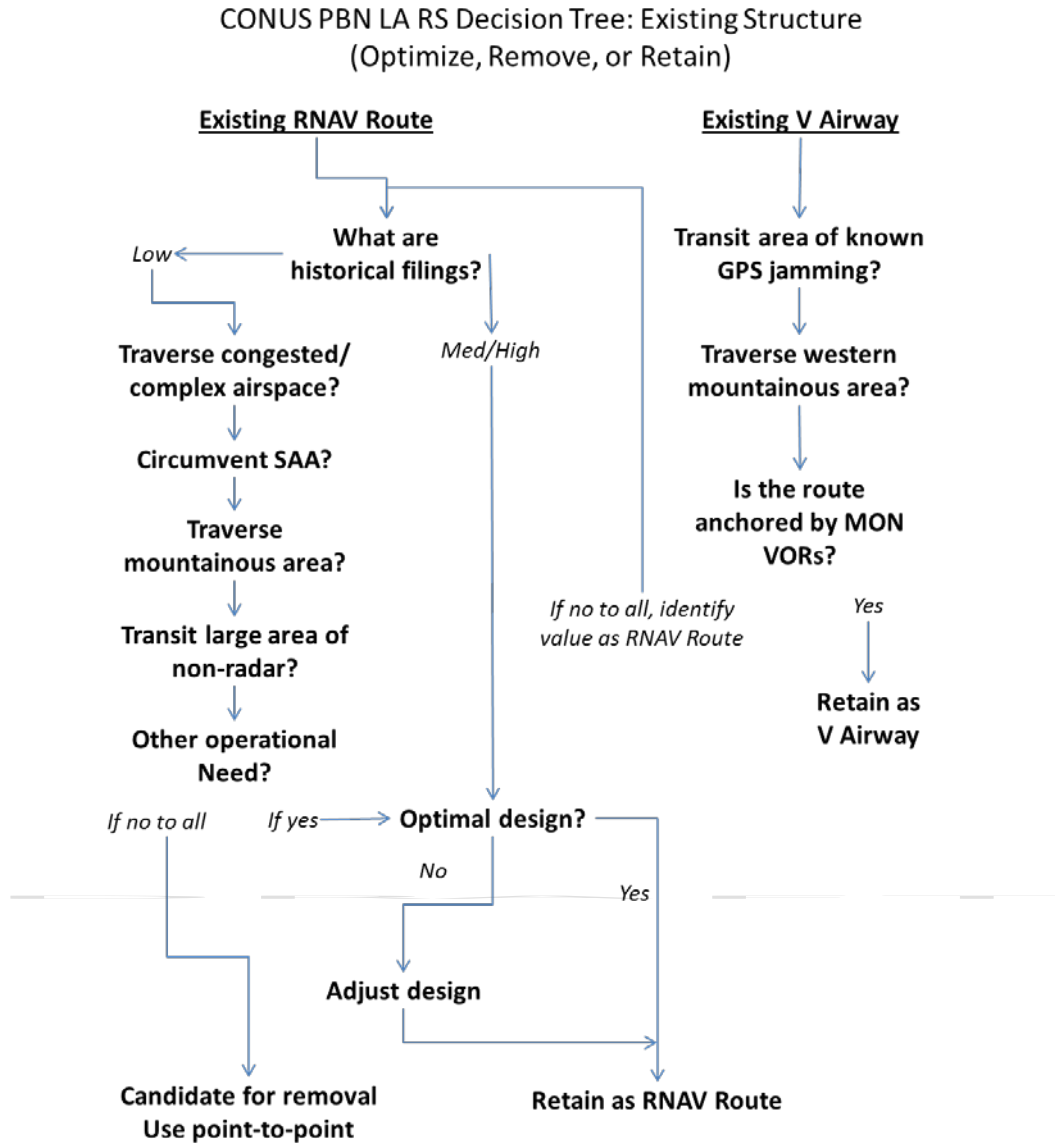 CONUS PBN LA RS Decision Tree: Existing Structure
(Optimize, Remove, or Retain)
Existing RNAV Route
Existing V Airway
What are
historical filings?
Low
Med/High
Traverse congested/
complex airspace?
Circumvent SAA?
Traverse
mountainous area?
Transit large area of
non-radar?
Other operational
Need?
If no to all
If yes
Optimal design?
No
Yes
Adjust design
Candidate for removal
Use point-to-point
Retain as RNAV Route
Transit area of known
GPS jamming?
Traverse western
mountainous area?
Is the route
anchored by MON
VORs?
If no to all, identify
value as RNAV Route
Yes
Retain as
V Airway